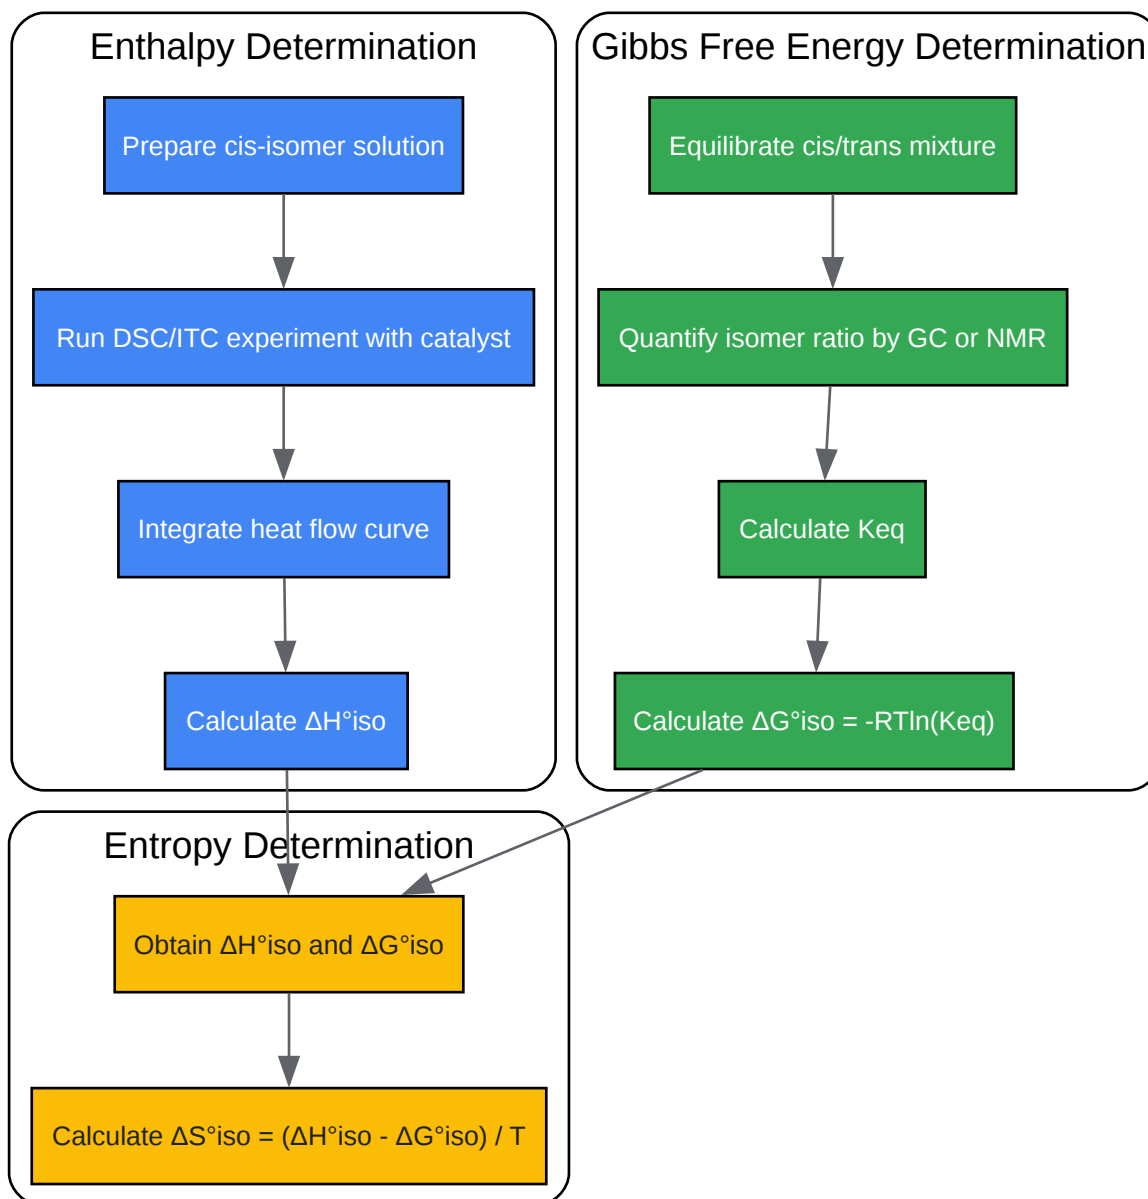 Enthalpy Determination
Prepare cis-isomer solution
Run DSC/ITC experiment with catalyst
Integrate heat flow curve
Calculate ΔH°iso
Gibbs Free Energy Determination
Equilibrate cis/trans mixture
Quantify isomer ratio by GC or NMR
Calculate Keq
Calculate ΔG°iso = -RTln(Keq)
Entropy Determination
Obtain ΔH°iso and ΔG°iso
Calculate ΔS°iso = (ΔH°iso - ΔG°iso) / T